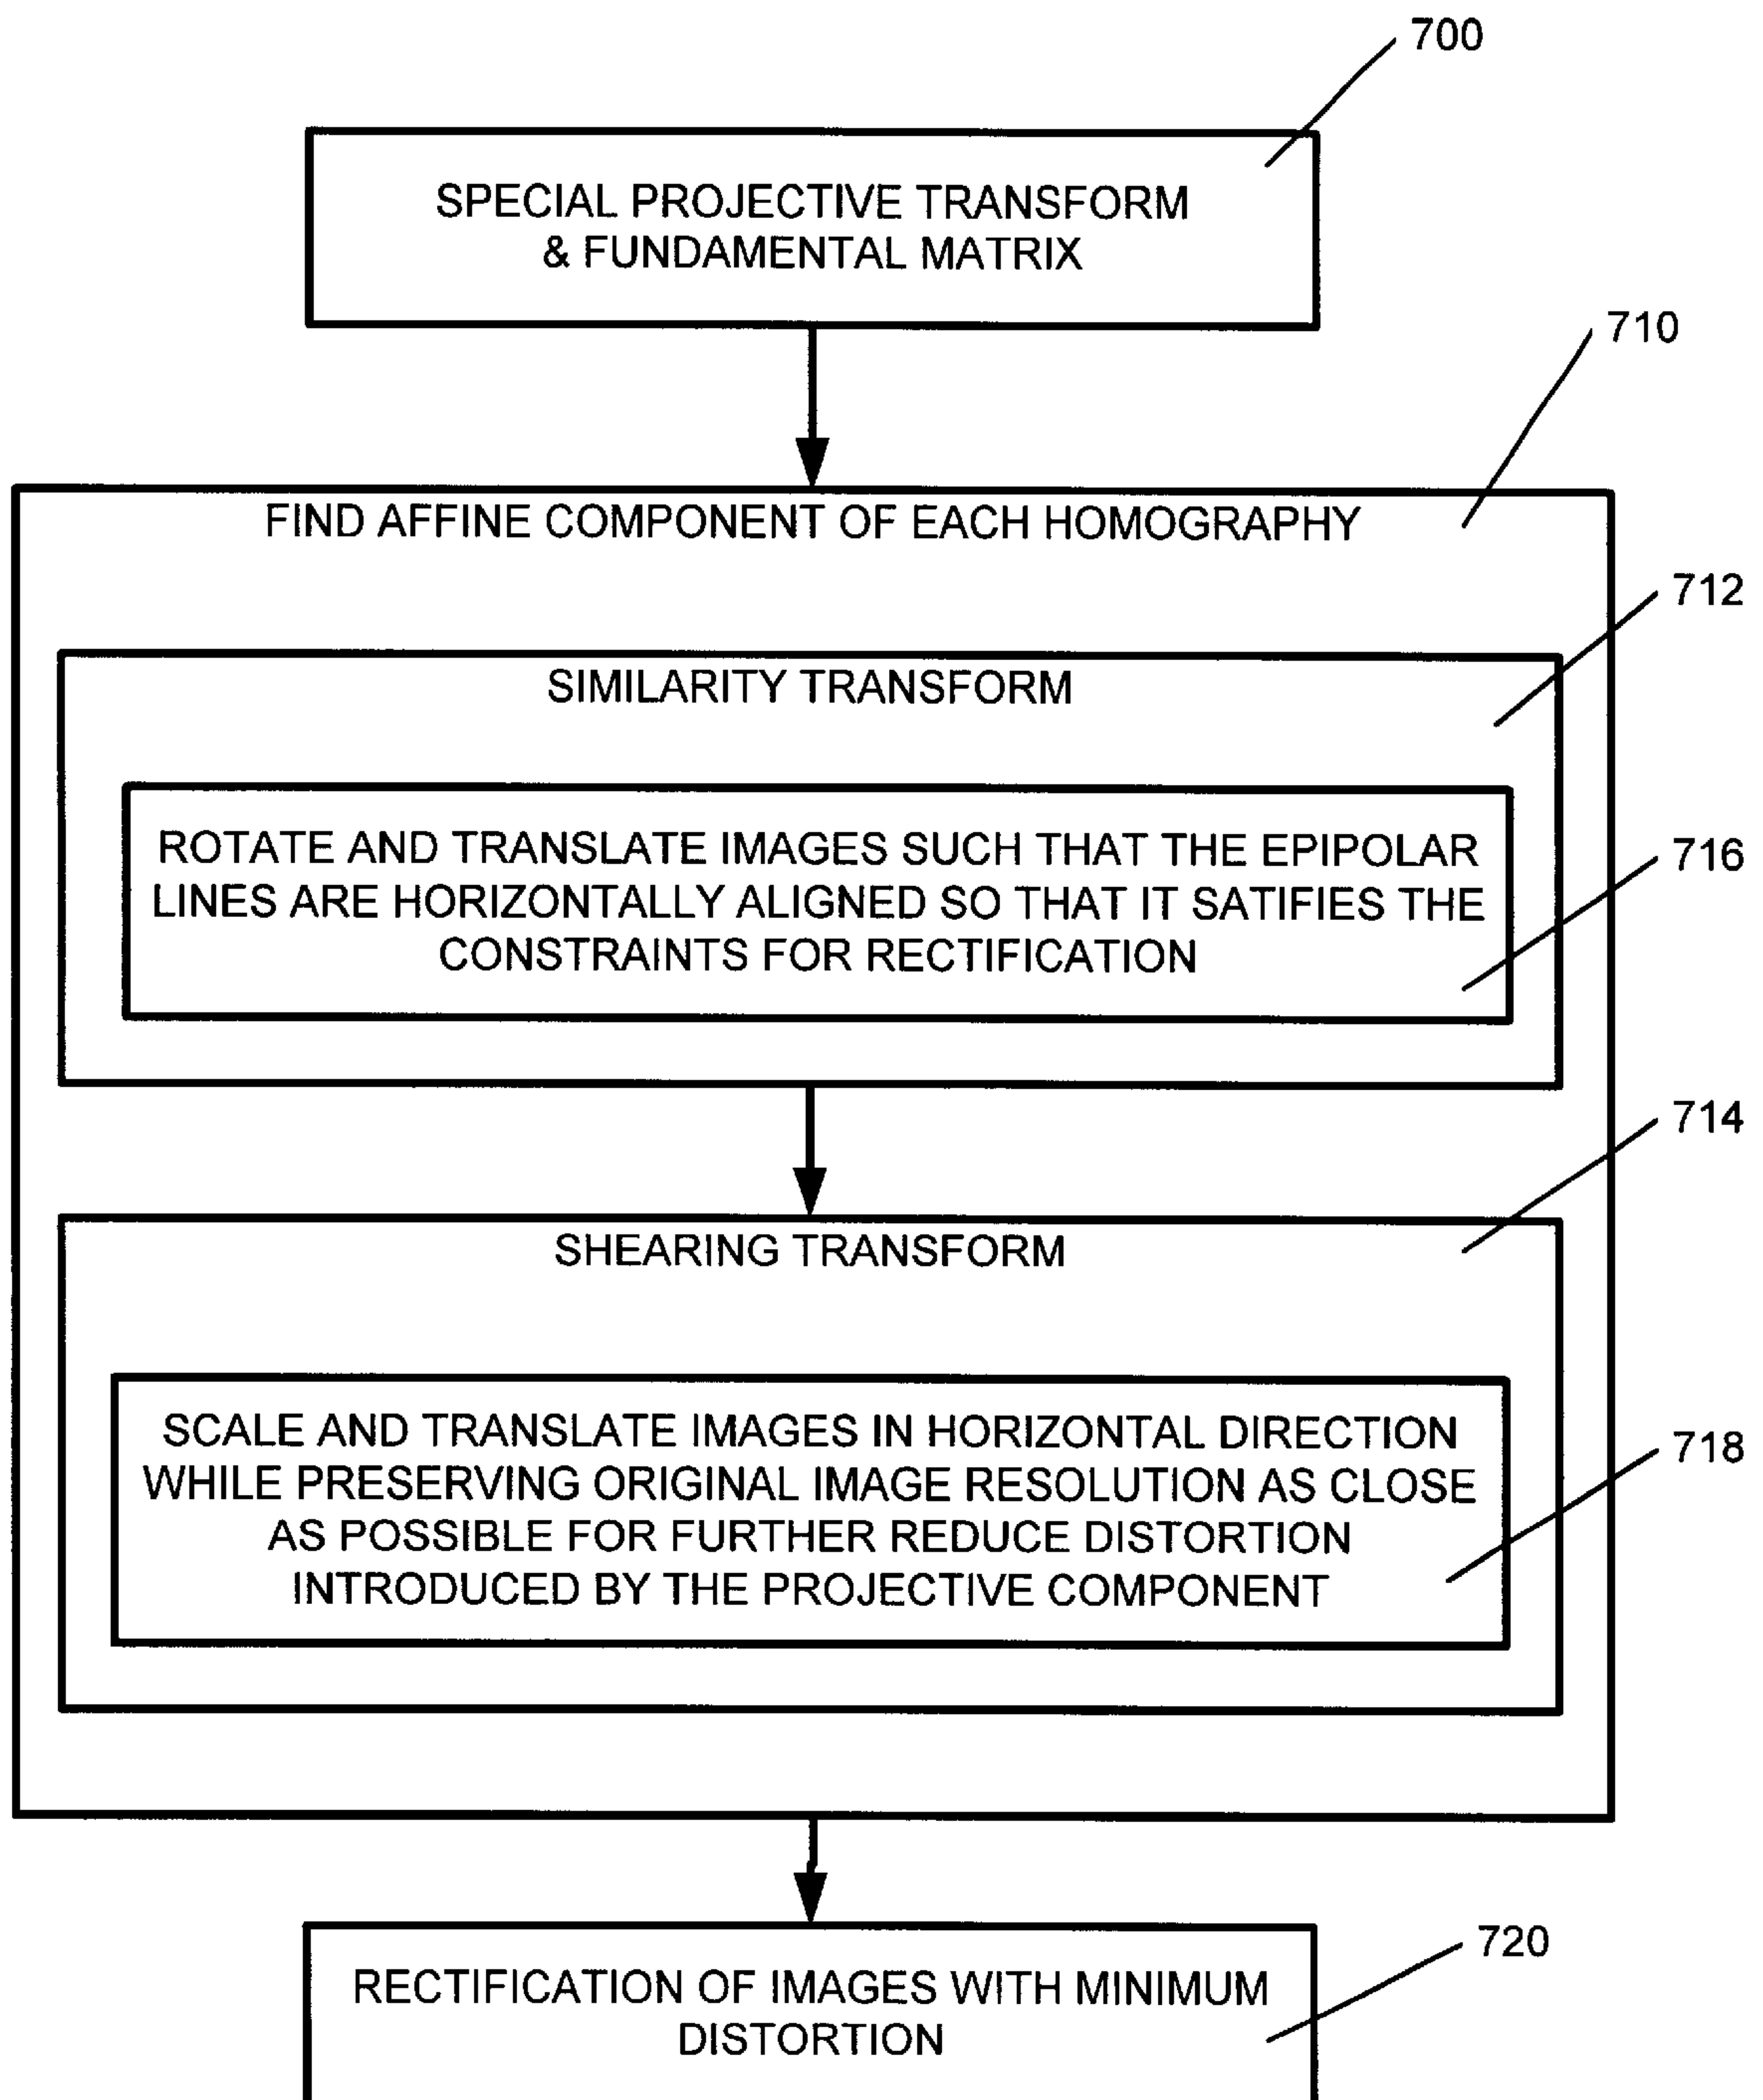 700
SPECIAL PROJECTIVE TRANSFORM
& FUNDAMENTAL MATRIX
710
FIND AFFINE COMPONENT OF EACH HOMOGRAPHY
712
SIMILARITY TRANSFORM
716
ROTATE AND TRANSLATE IMAGES SUCH THAT THE EPIPOLAR
LINES ARE HORIZONTALLY ALIGNED SO THAT IT SATIFIES THE
CONSTRAINTS FOR RECTIFICATION
714
SHEARING TRANSFORM
718
SCALE AND TRANSLATE IMAGES IN HORIZONTAL DIRECTION
WHILE PRESERVING ORIGINAL IMAGE RESOLUTION AS CLOSE
AS POSSIBLE FOR FURTHER REDUCE DISTORTION
INTRODUCED BY THE PROJECTIVE COMPONENT
720
RECTIFICATION OF IMAGES WITH MINIMUM
DISTORTION